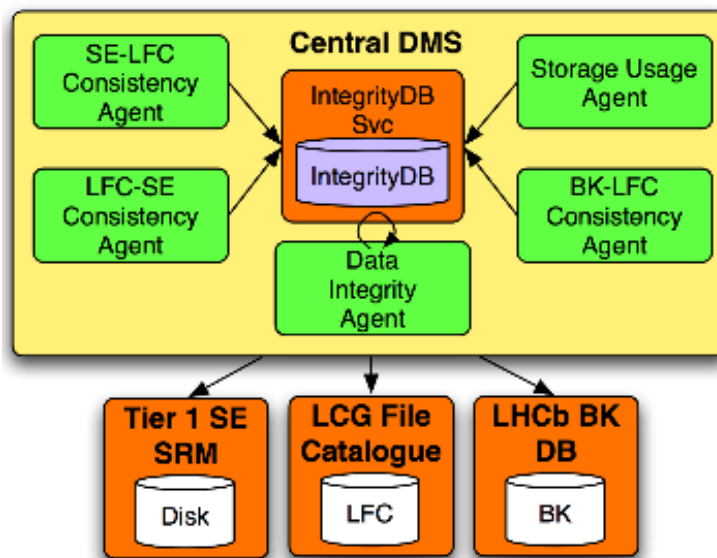 Central DMS
SE-LFC
Consistency
Agent
IntegrityDB
Svc
IntegrityDB
Storage Usage
Agent
LFC-SE
Consistency
Agent
BK-LFC
Consistency
Agent
Data
Integrity
Agent
Tier 1 SE
SRM
Disk
LCG File
Catalogue
LFC
LHCb BK
DB
BK